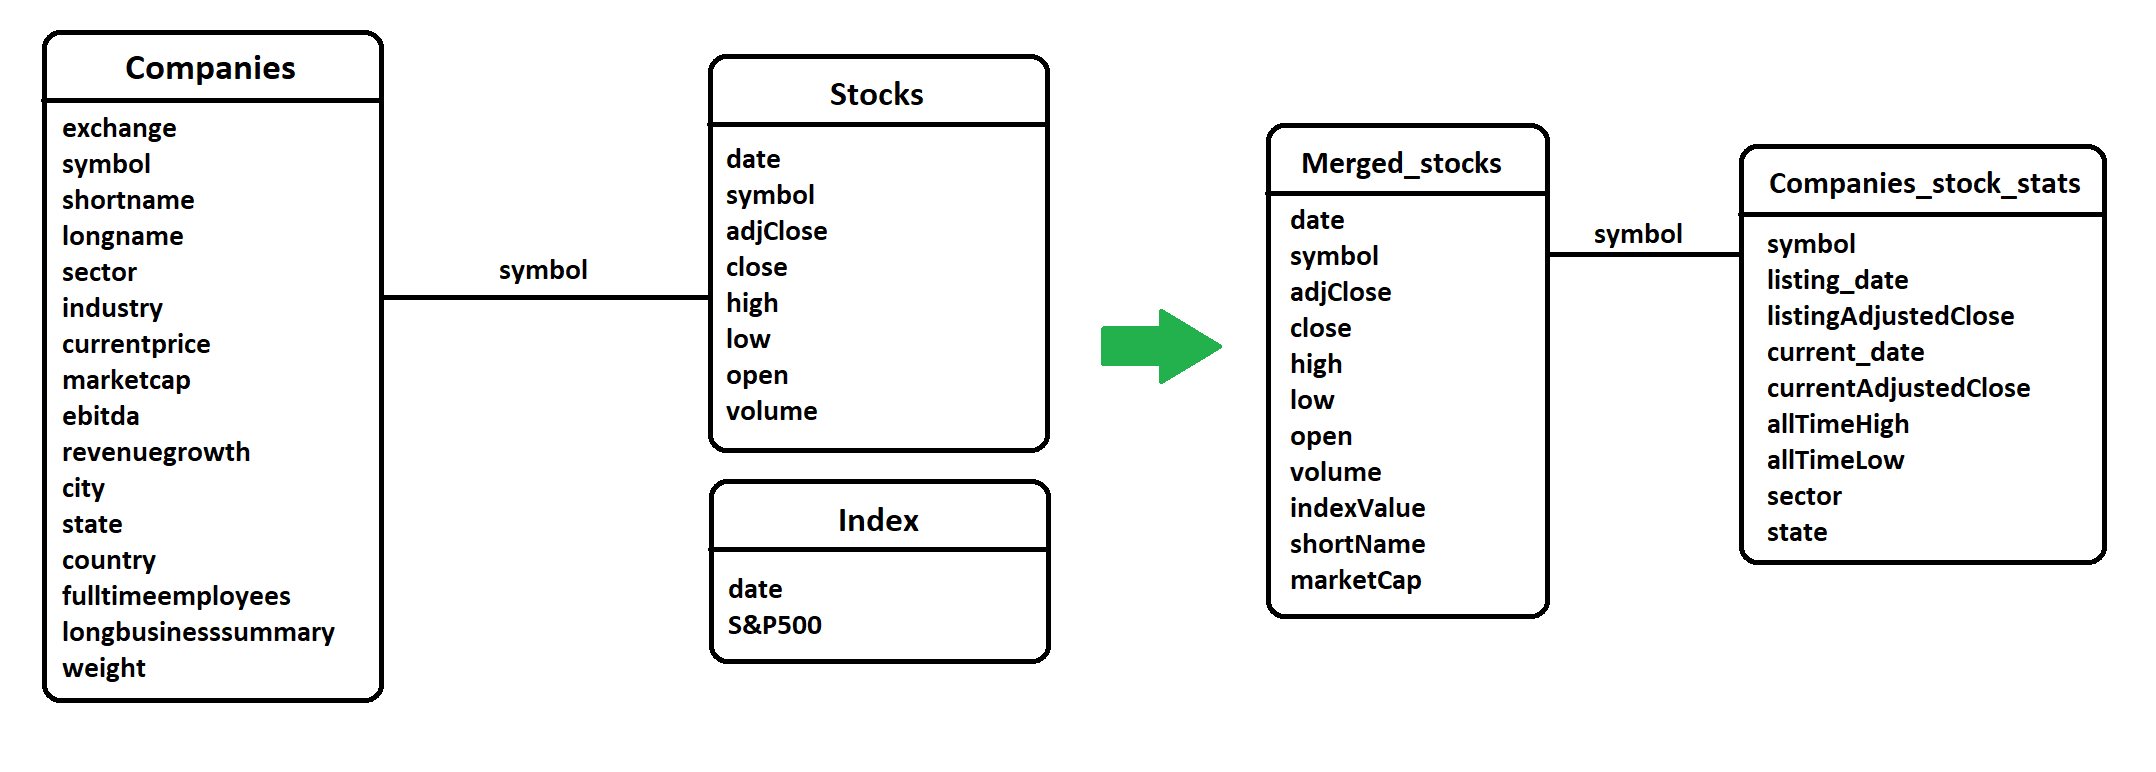 Companies
exchange
symbol
shortname
longname
sector
industry
currentprice
marketcap
ebitda
revenuegrowth
city
state
country
fulltimeemployees
longbusinesssummary
weight
symbol
Stocks
date
symbol
adjClose
close
high
low
open
volume
Index
date
S&P500
Merged_stocks
date
symbol
adjClose
close
high
low
open
volume
indexValue
shortName
marketCap
symbol
Companies_stock_stats
symbol
listing_date
listingAdjustedClose
current_date
currentAdjustedClose
allTimeHigh
allTimeLow
sector
state